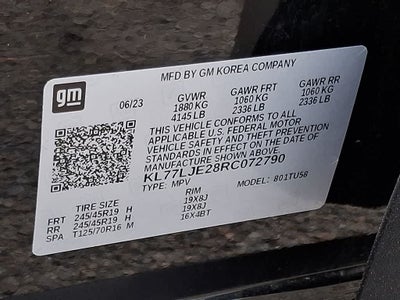 MFD BY GM KOREA COMPANY
gm
06/23
GVWR GAWR FRT GAWR RR
1880 KG 1060 KG 1060 KG
4145 LB 2336 LB 2336 LB
THIS VEHICLE CONFORMS TO ALL
APPLICABLE U.S. FEDERAL MOTOR
VEHICLE SAFETY AND THEFT PREVENTION
STANDARDS IN EFFECT ON THE DATE OF
MANUFACTURE SHOWN ABOVE.
KL77LJE28RC072790
TYPE: MPV MODEL: 801TU58
TIRE SIZE RIM
FRT 245/45R19 H 19X8J
RR 245/45R19 H 19X8J
SPA T125/70R16 M 16X4BT